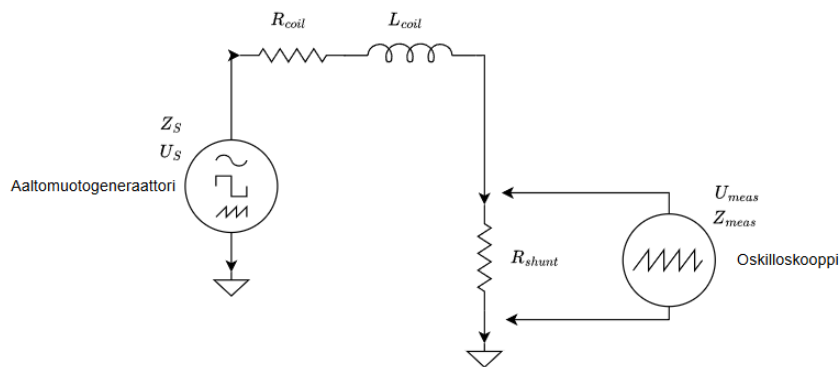 R_coil
L_coil
Z_S
U_S
Aaltomuotogeneraattori
R_shunt
U_meas
Z_meas
Oskilloskooppi